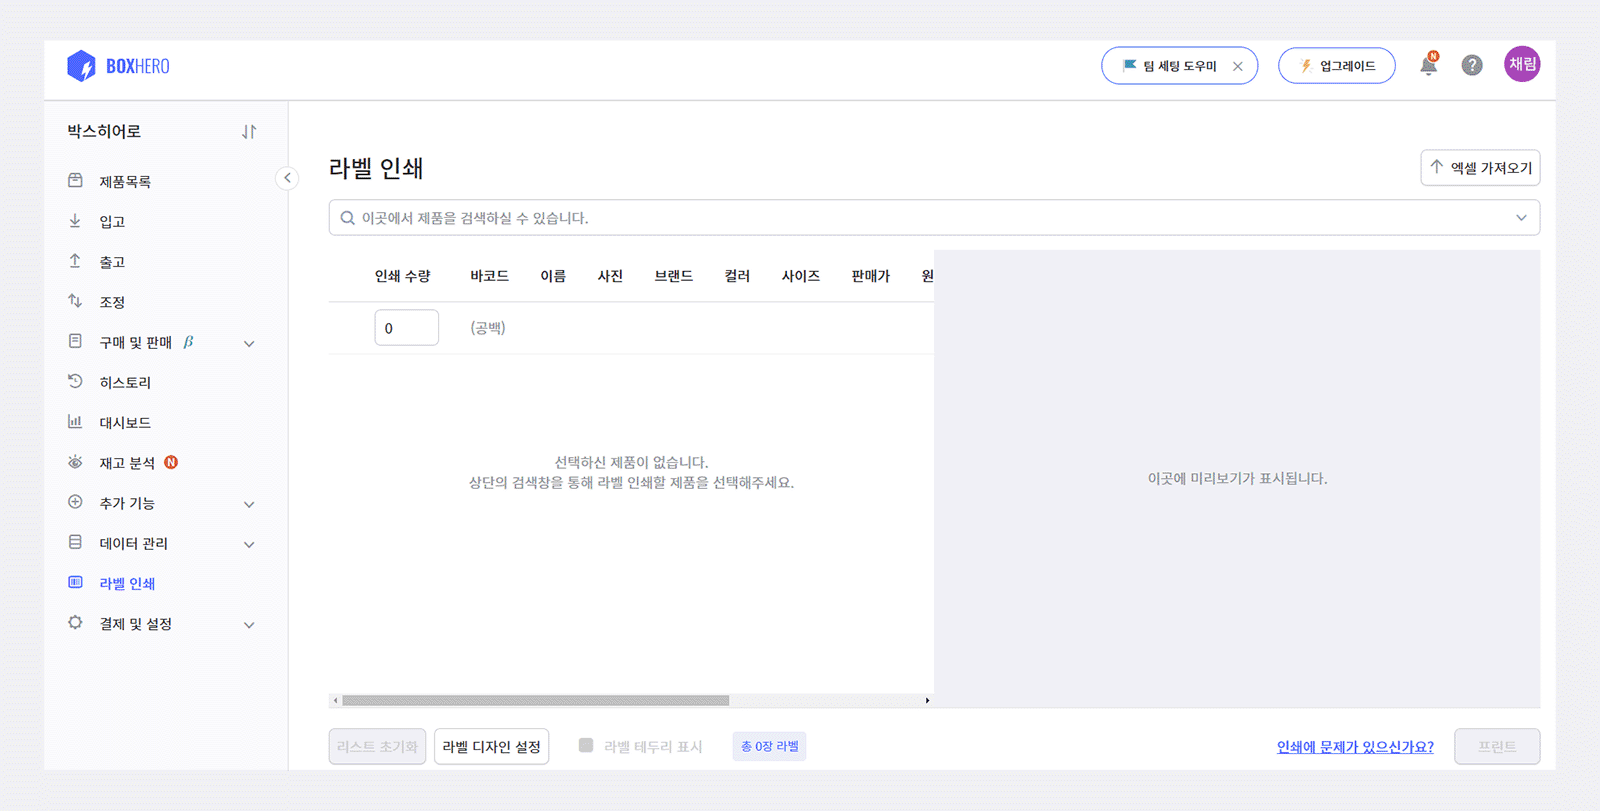 BOXHERO
팀 세팅 도우미
업그레이드
N
?
채림
박스히어로
제품목록
입고
출고
조정
구매 및 판매 β
히스토리
대시보드
재고 분석 N
추가 기능
데이터 관리
라벨 인쇄
결제 및 설정
라벨 인쇄
엑셀 가져오기
이곳에서 제품을 검색하실 수 있습니다.
인쇄 수량 바코드 이름 사진 브랜드 컬러 사이즈 판매가 원
0 (공백)
선택하신 제품이 없습니다.
상단의 검색창을 통해 라벨 인쇄할 제품을 선택해주세요.
이곳에 미리보기가 표시됩니다.
리스트 초기화
라벨 디자인 설정
라벨 테두리 표시
총 0장 라벨
인쇄에 문제가 있으신가요?
프린트